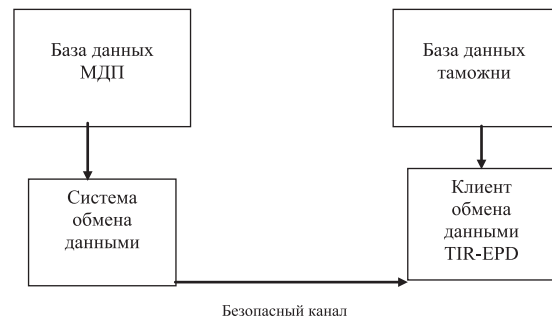 База данных
МДП
База данных
таможни
Система
обмена
данными
Клиент
обмена
данными
TIR-EPD
Безопасный канал